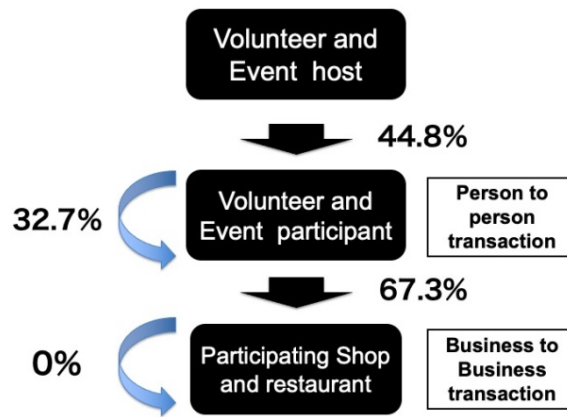 Volunteer and
Event host
44.8%
32.7%
Volunteer and
Event participant
Person to
person
transaction
67.3%
0%
Participating Shop
and restaurant
Business to
Business
transaction